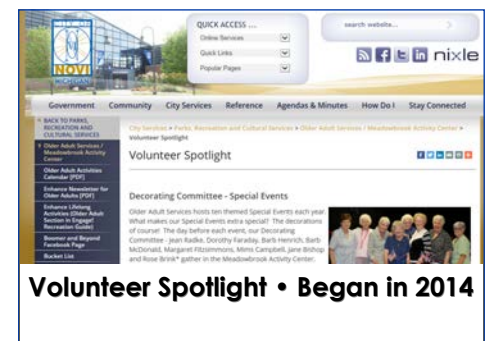 CITY OF
NOVI
MICHIGAN
QUICK ACCESS ....
Online Services
Quick Links
Popular Pages
search website...
nixle
Government Community City Services Reference Agendas & Minutes How Do I Stay Connected
BACK TO PARKS,
RECREATION AND
CULTURAL SERVICES
Older Adult Services /
Meadowbrook Activity
Center
Older Adult Activities
Calendar [PDF]
Enhance Newsletter for
Older Adults [PDF]
Enhance Lifelong
Activities (Older Adult
Section in Engage!
Recreation Guide)
Boomer and Beyond
Facebook Page
Bucket List
City Services » Parks, Recreation and Cultural Services » Older Adult Services / Meadowbrook Activity Center »
Volunteer Spotlight
Volunteer Spotlight
Decorating Committee - Special Events
Older Adult Services hosts ten themed Special Events each year.
What makes our Special Events extra special? The decorations
of course! The day before each event, our Decorating
Committee - Jean Radke, Dorothy Faraday, Barb Henrich, Barb
McDonald, Margaret Fitzsimmons, Mims Campbell, Jane Bishop
and Rose Brink* gather in the Meadowbrook Activity Center.
Volunteer Spotlight • Began in 2014